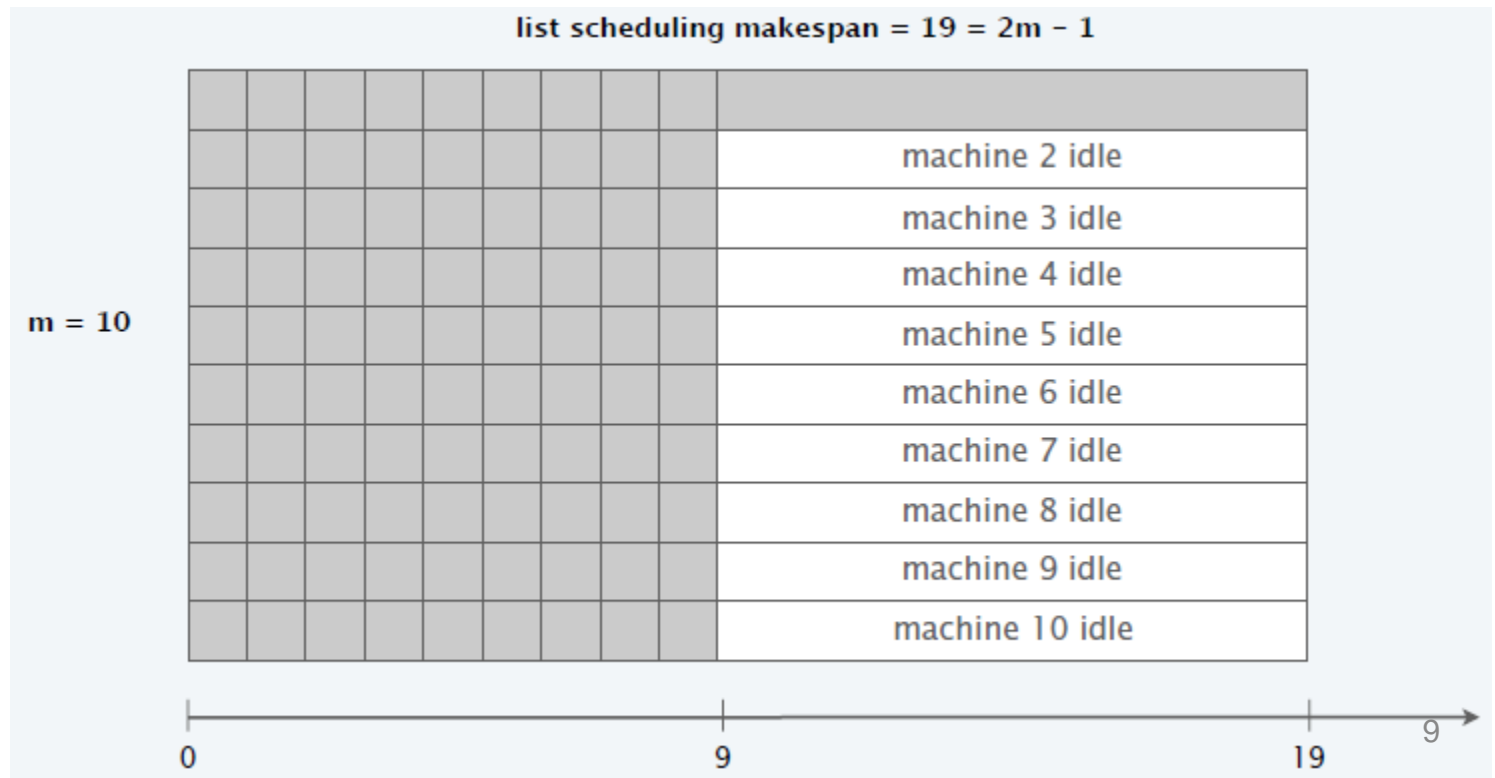 list scheduling makespan = 19 = 2m – 1
machine 2 idle
machine 3 idle
machine 4 idle
m = 10
machine 5 idle
machine 6 idle
machine 7 idle
machine 8 idle
machine 9 idle
machine 10 idle
9
0 9 19